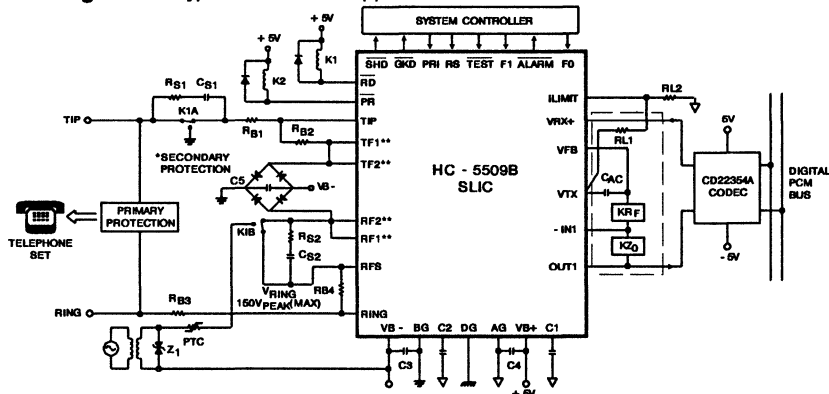 SYSTEM CONTROLLER
+ 5V
+ 5V
K1
K2
SHD GKD PRI RS TEST F1 ALARM F0
RD
PR
RS1 CS1
K1A
TIP
RB1
RB2
TIP
TF1**
TF2**
*SECONDARY PROTECTION
C5
VB -
HC - 5509B
SLIC
ILIMIT
RL2
VRX+
RL1
VFB
CAC
VTX
KRF
- IN1
KZ0
OUT1
5V
CD22354A
CODEC
- 5V
DIGITAL
PCM
BUS
PRIMARY
PROTECTION
TELEPHONE
SET
KIB
RS2
CS2
RF2**
RF1**
RFS
VRING
150VPEAK(MAX)
RB4
RB3
RING
RING
PTC
Z1
VB - BG C2 DG AG VB+ C1
C3
C4
+ 5V